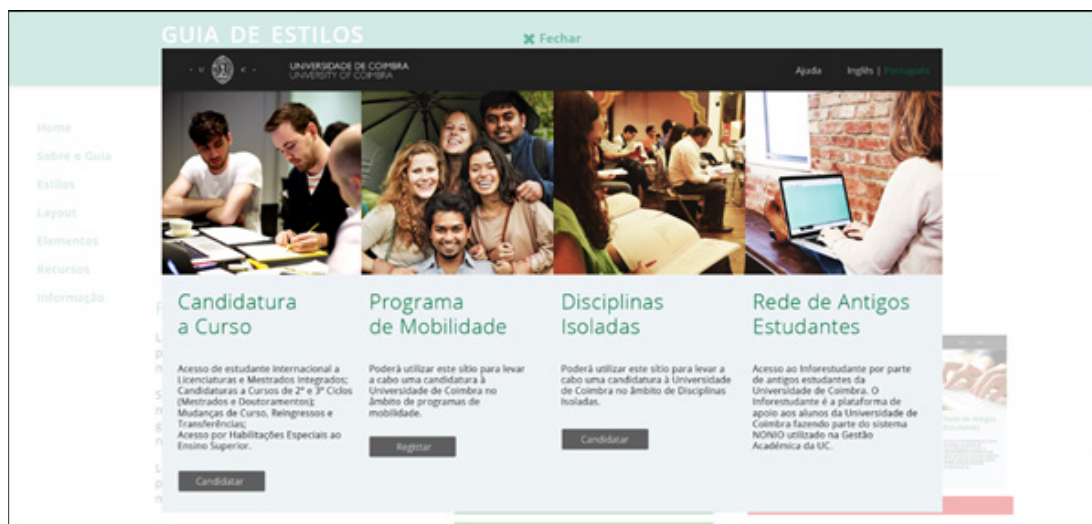 GUIA DE ESTILOS
✖ Fechar
· U C ·
UNIVERSIDADE DE COIMBRA
UNIVERSITY OF COIMBRA
Ajuda
Inglês | Português
Home
Sobre o Guia
Estilos
Layout
Elementos
Recursos
Informação
Candidatura
a Curso
Acesso de estudante internacional a
Licenciaturas e Mestrados Integrados;
Candidaturas a Cursos de 2º e 3º Ciclos
(Mestrados e Doutoramentos);
Mudanças de Curso, Reingressos e
Transferências;
Acesso por Habilitações Especiais ao
Ensino Superior.
Candidatar
Programa
de Mobilidade
Poderá utilizar este sítio para levar
a cabo uma candidatura à
Universidade de Coimbra no
âmbito de programas de
mobilidade.
Registar
Disciplinas
Isoladas
Poderá utilizar este sítio para levar a
cabo uma candidatura à Universidade
de Coimbra no âmbito de Disciplinas
Isoladas.
Candidatar
Rede de Antigos
Estudantes
Acesso ao Inforestudante por parte
de antigos estudantes da
Universidade de Coimbra. O
Inforestudante é a plataforma de
apoio aos alunos da Universidade de
Coimbra fazendo parte do sistema
NONIO utilizado na Gestão
Académica da UC.
Rede de Antigos
Estudantes